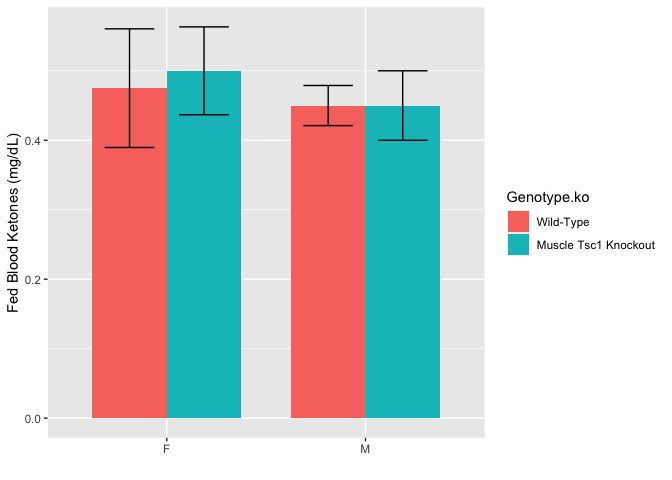 Fed Blood Ketones (mg/dL)
0.4
0.2
0.0
F
M
Genotype.ko
Wild-Type
Muscle Tsc1 Knockout